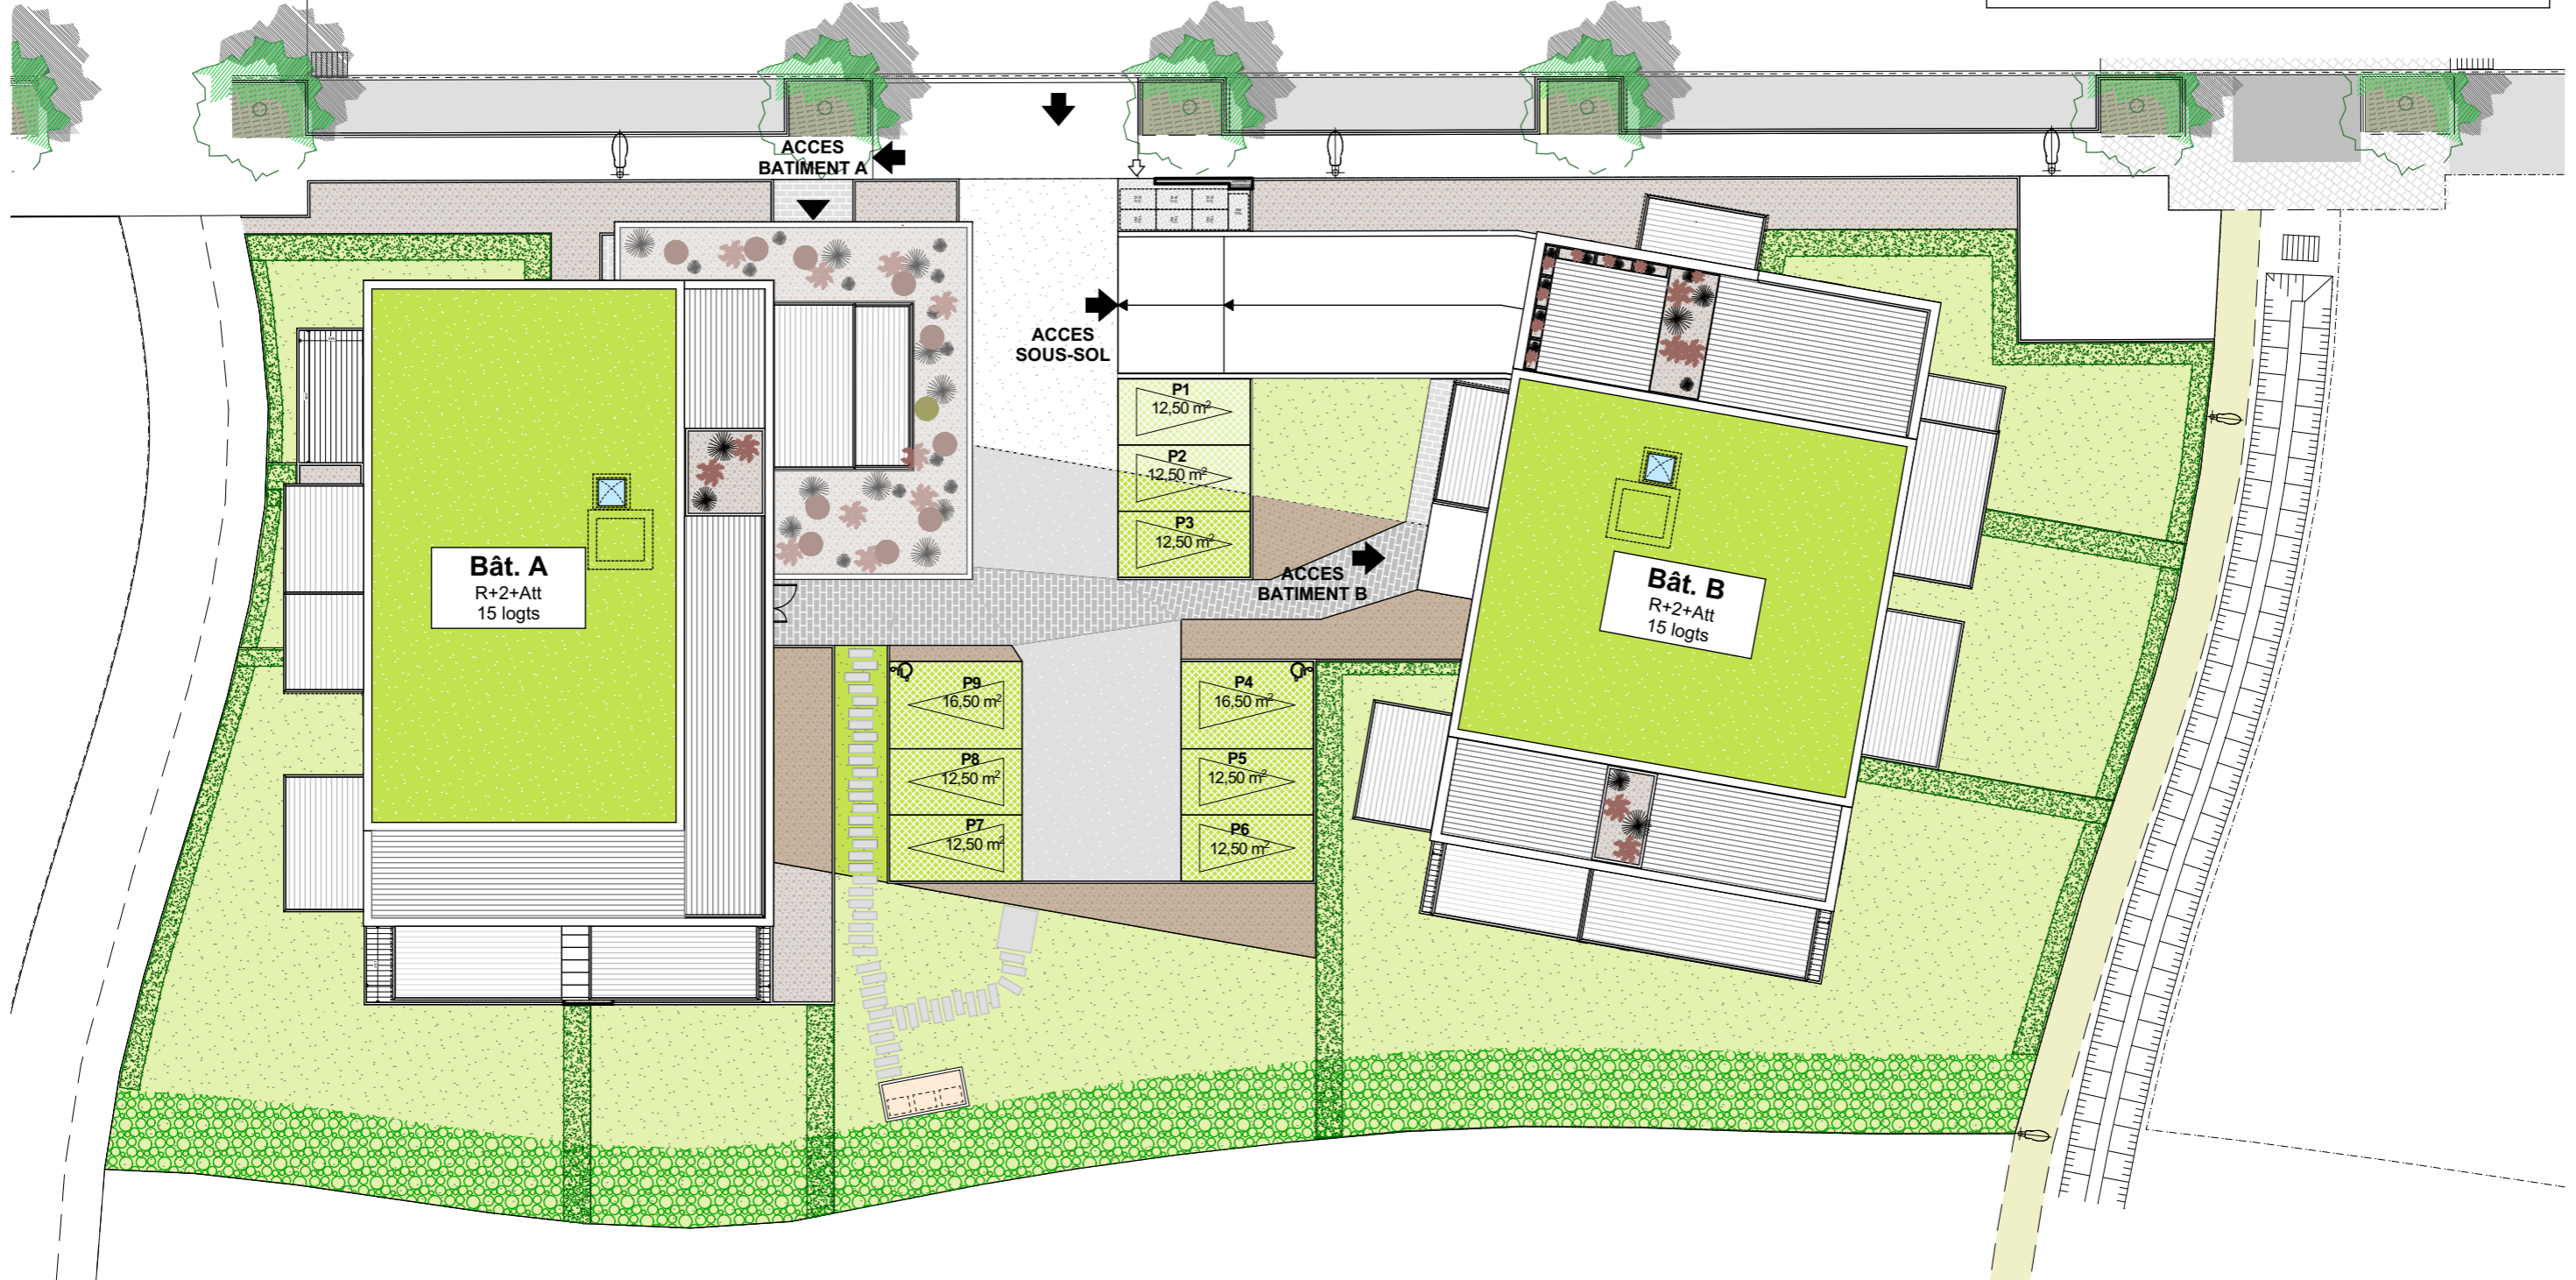 ACCES
BATIMENT A
ACCES
SOUS-SOL
P1
12,50 m²
P2
12,50 m²
P3
12,50 m²
Bât. A
R+2+Att
15 logts
ACCES
BATIMENT B
Bât. B
R+2+Att
15 logts
P9
16,50 m²
P4
16,50 m²
P8
12,50 m²
P5
12,50 m²
P7
12,50 m²
P6
12,50 m²